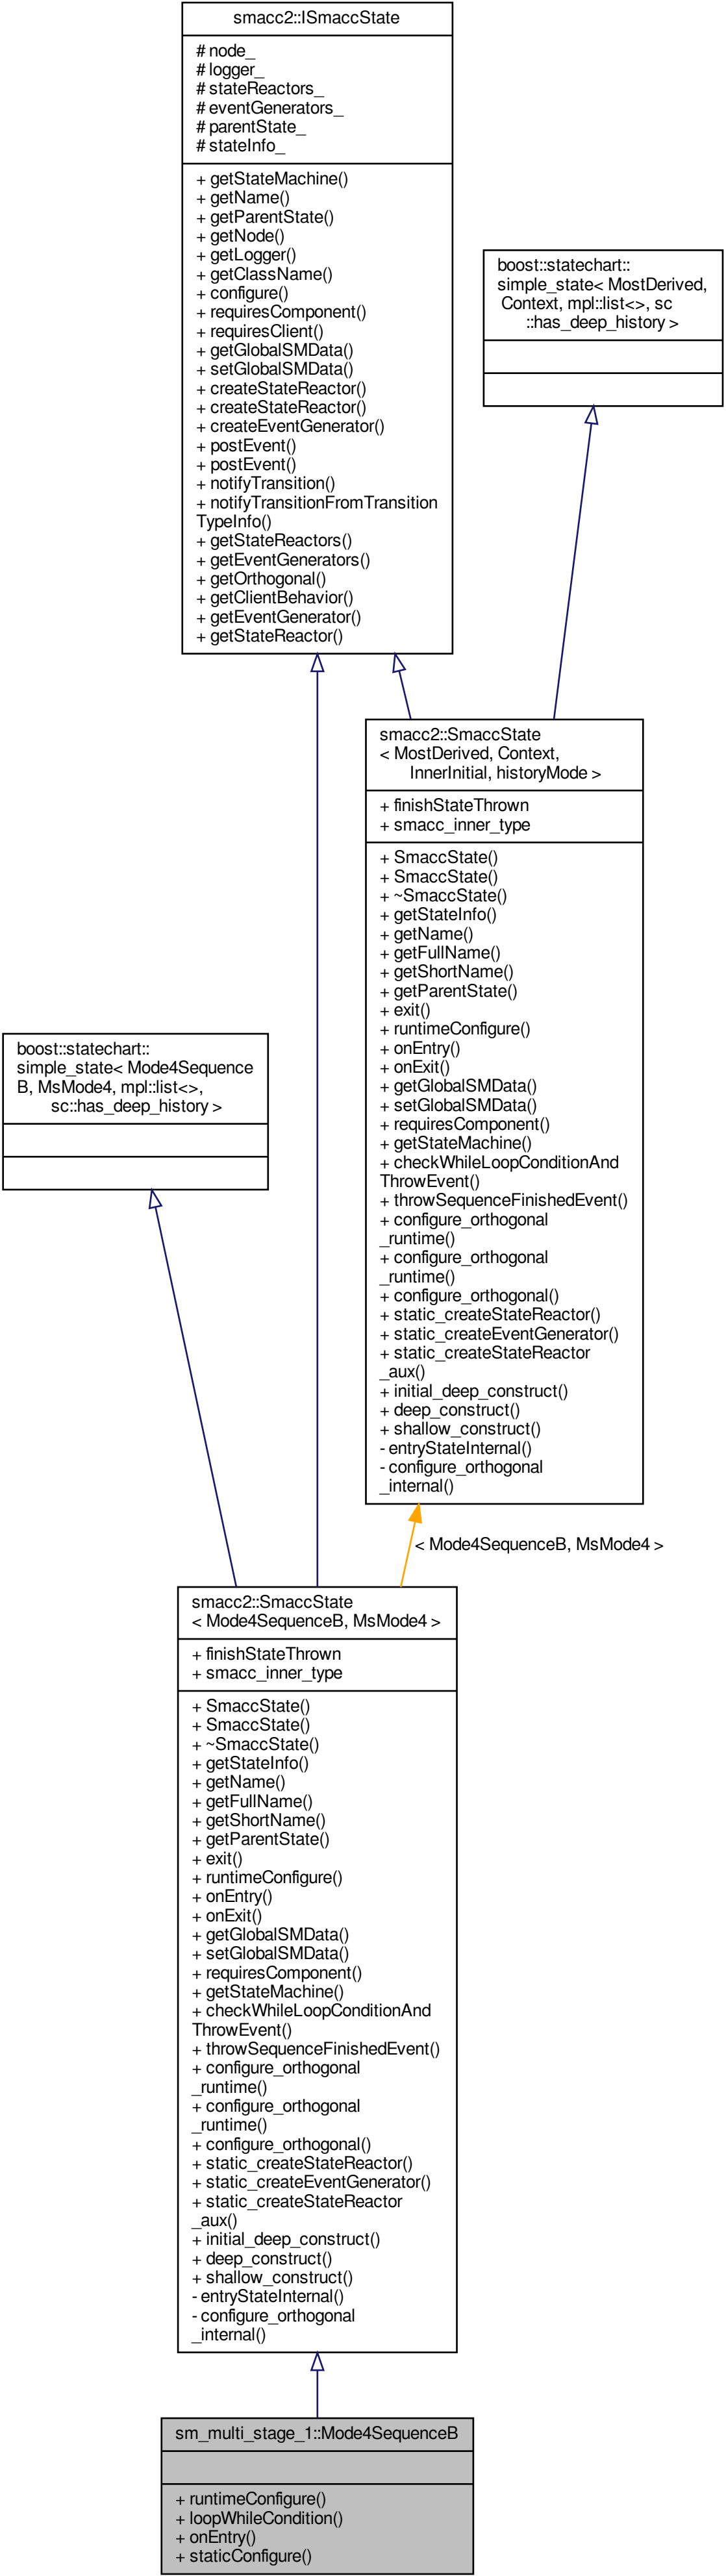 smacc2::ISmaccState
# node_
# logger_
# stateReactors_
# eventGenerators_
# parentState_
# stateInfo_
+ getStateMachine()
+ getName()
+ getParentState()
+ getNode()
+ getLogger()
+ getClassName()
+ configure()
+ requiresComponent()
+ requiresClient()
+ getGlobalSMData()
+ setGlobalSMData()
+ createStateReactor()
+ createStateReactor()
+ createEventGenerator()
+ postEvent()
+ postEvent()
+ notifyTransition()
+ notifyTransitionFromTransition
TypeInfo()
+ getStateReactors()
+ getEventGenerators()
+ getOrthogonal()
+ getClientBehavior()
+ getEventGenerator()
+ getStateReactor()
boost::statechart::
simple_state< MostDerived,
Context, mpl::list<>, sc
::has_deep_history >
smacc2::SmaccState
< MostDerived, Context,
InnerInitial, historyMode >
+ finishStateThrown
+ smacc_inner_type
+ SmaccState()
+ SmaccState()
+ ~SmaccState()
+ getStateInfo()
+ getName()
+ getFullName()
+ getShortName()
+ getParentState()
+ exit()
+ runtimeConfigure()
+ onEntry()
+ onExit()
+ getGlobalSMData()
+ setGlobalSMData()
+ requiresComponent()
+ getStateMachine()
+ checkWhileLoopConditionAnd
ThrowEvent()
+ throwSequenceFinishedEvent()
+ configure_orthogonal
_runtime()
+ configure_orthogonal
_runtime()
+ configure_orthogonal()
+ static_createStateReactor()
+ static_createEventGenerator()
+ static_createStateReactor
_aux()
+ initial_deep_construct()
+ deep_construct()
+ shallow_construct()
- entryStateInternal()
- configure_orthogonal
_internal()
boost::statechart::
simple_state< Mode4Sequence
B, MsMode4, mpl::list<>,
sc::has_deep_history >
< Mode4SequenceB, MsMode4 >
smacc2::SmaccState
< Mode4SequenceB, MsMode4 >
+ finishStateThrown
+ smacc_inner_type
+ SmaccState()
+ SmaccState()
+ ~SmaccState()
+ getStateInfo()
+ getName()
+ getFullName()
+ getShortName()
+ getParentState()
+ exit()
+ runtimeConfigure()
+ onEntry()
+ onExit()
+ getGlobalSMData()
+ setGlobalSMData()
+ requiresComponent()
+ getStateMachine()
+ checkWhileLoopConditionAnd
ThrowEvent()
+ throwSequenceFinishedEvent()
+ configure_orthogonal
_runtime()
+ configure_orthogonal
_runtime()
+ configure_orthogonal()
+ static_createStateReactor()
+ static_createEventGenerator()
+ static_createStateReactor
_aux()
+ initial_deep_construct()
+ deep_construct()
+ shallow_construct()
- entryStateInternal()
- configure_orthogonal
_internal()
sm_multi_stage_1::Mode4SequenceB
+ runtimeConfigure()
+ loopWhileCondition()
+ onEntry()
+ staticConfigure()